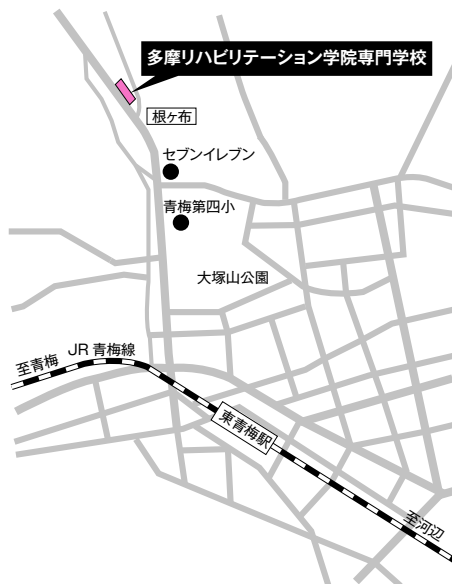 多摩リハビリテーション学院専門学校
根ヶ布
セブンイレブン
青梅第四小
大塚山公園
JR 青梅線
至青梅
東青梅駅
至河辺